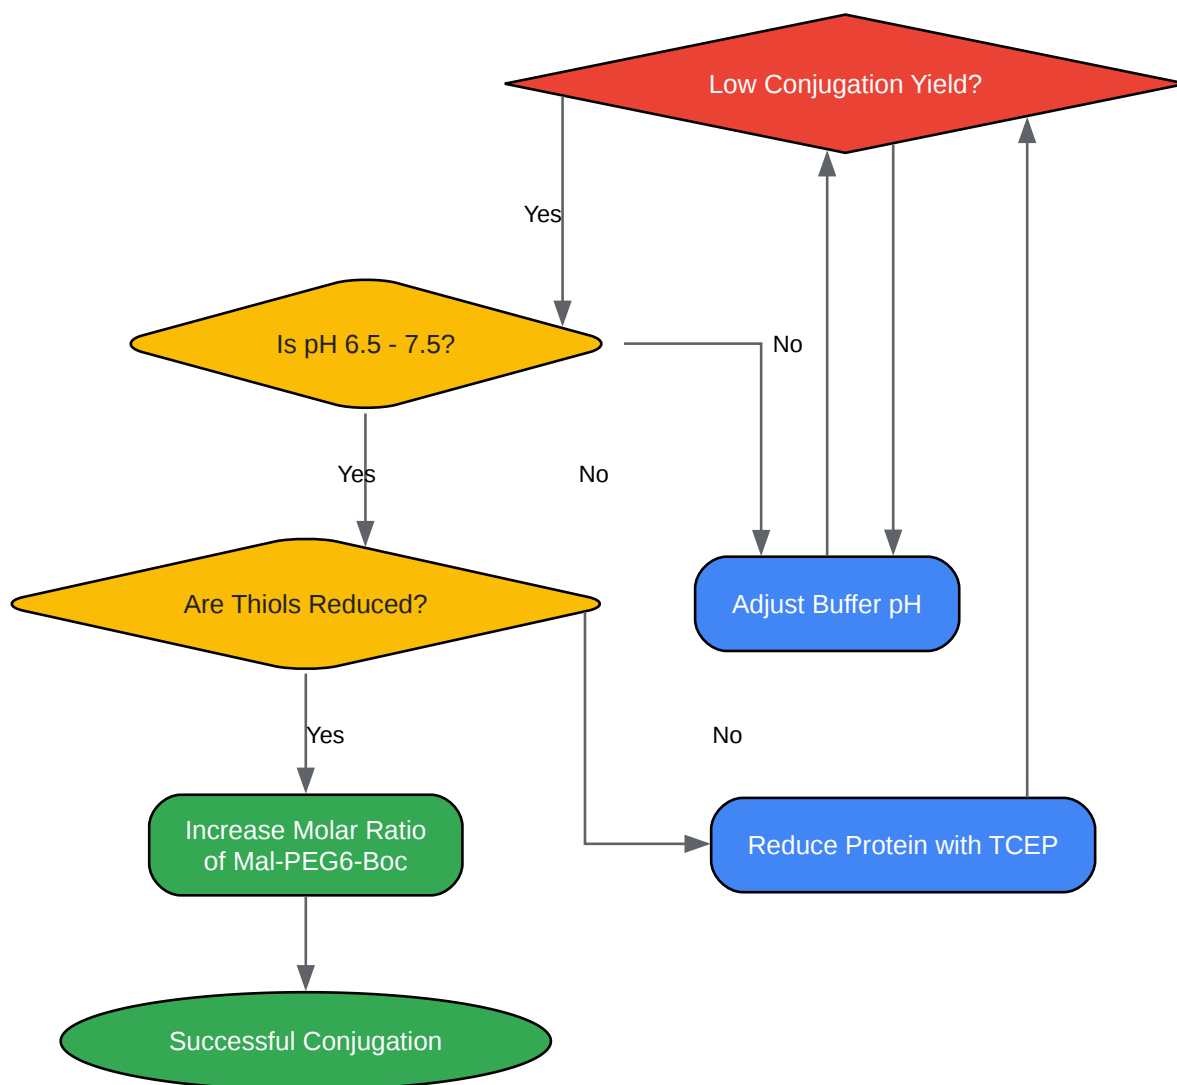 Low Conjugation Yield?
Yes
Is pH 6.5 - 7.5?
No
Yes
No
Are Thiols Reduced?
Adjust Buffer pH
Yes
No
Increase Molar Ratio
of Mal-PEG6-Boc
Reduce Protein with TCEP
Successful Conjugation